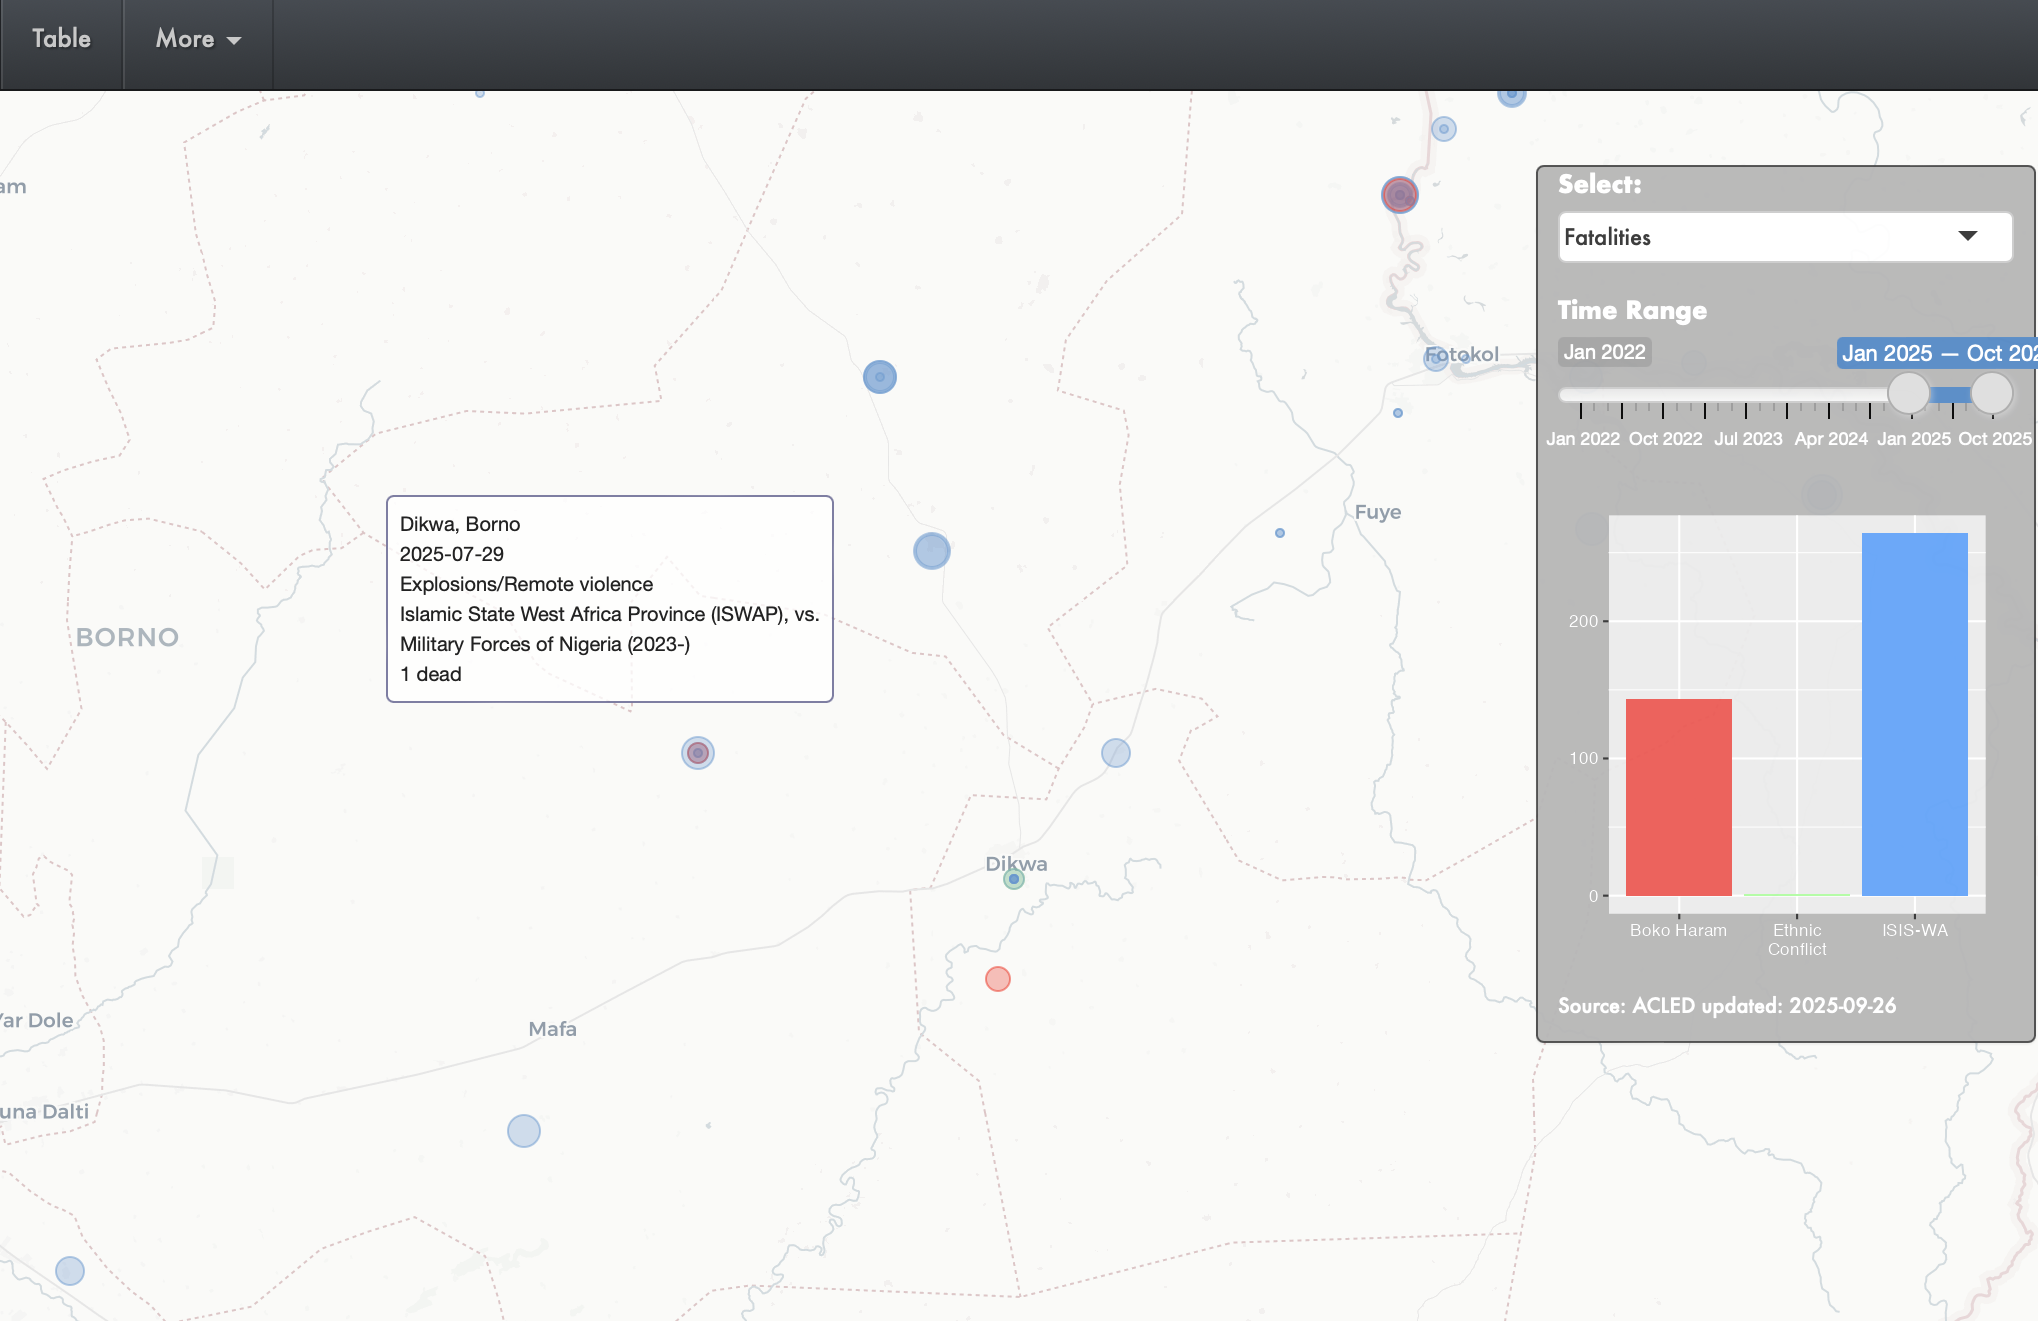 Table
More
am
Fotokol
Fuye
BORNO
Dikwa, Borno
2025-07-29
Explosions/Remote violence
Islamic State West Africa Province (ISWAP), vs.
Military Forces of Nigeria (2023-)
1 dead
Dikwa
Mafa
Yar Dole
una Dalti
Select:
Fatalities
Time Range
Jan 2022
Jan 2025 — Oct 202
Jan 2022 Oct 2022 Jul 2023 Apr 2024 Jan 2025 Oct 2025
200
100
0
Boko Haram
Ethnic
Conflict
ISIS-WA
Source: ACLED updated: 2025-09-26